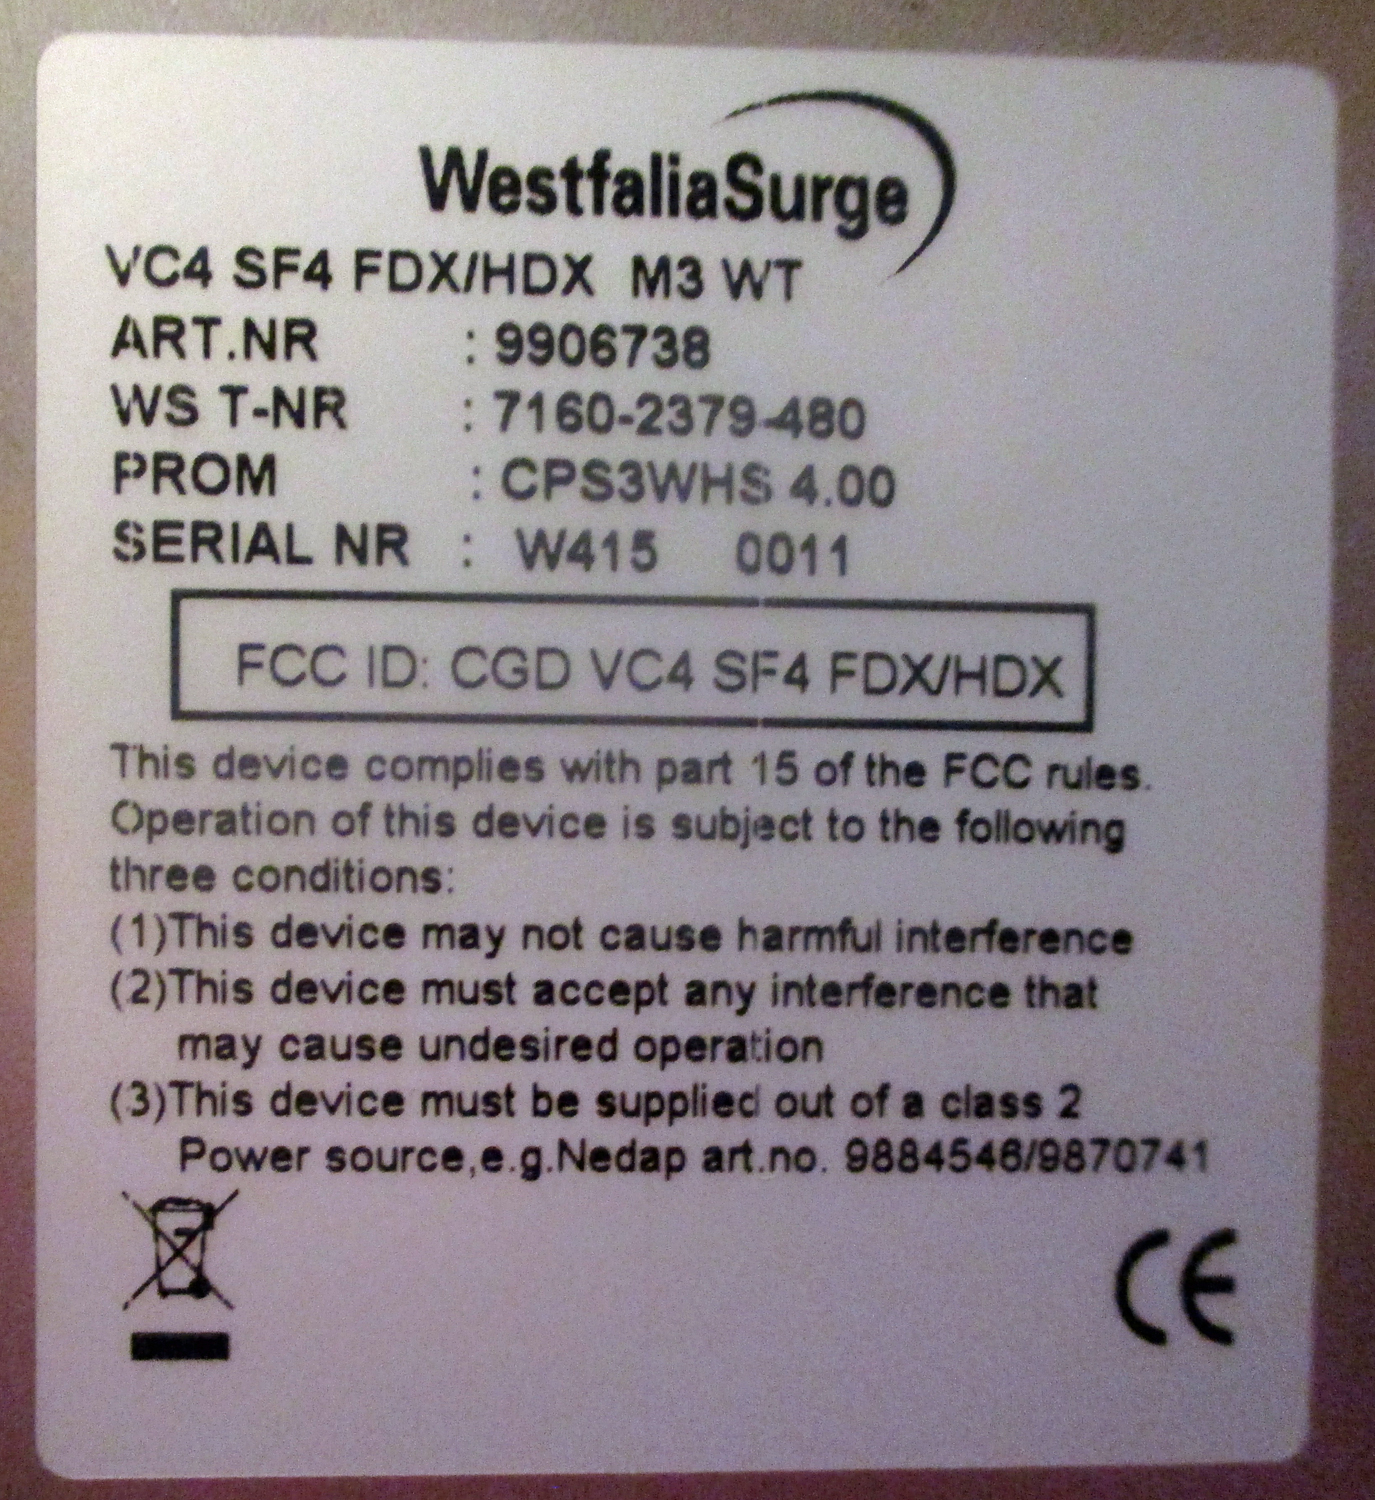 WestfaliaSurge
VC4 SF4 FDX/HDX M3 WT
ART.NR : 9906738
WS T-NR : 7160-2379-480
PROM : CPS3WHS 4.00
SERIAL NR : W415 0011
FCC ID: CGD VC4 SF4 FDX/HDX
This device complies with part 15 of the FCC rules.
Operation of this device is subject to the following
three conditions:
(1)This device may not cause harmful interference
(2)This device must accept any interference that
may cause undesired operation
(3)This device must be supplied out of a class 2
Power source,e.g.Nedap art.no. 9884546/9870741
CE